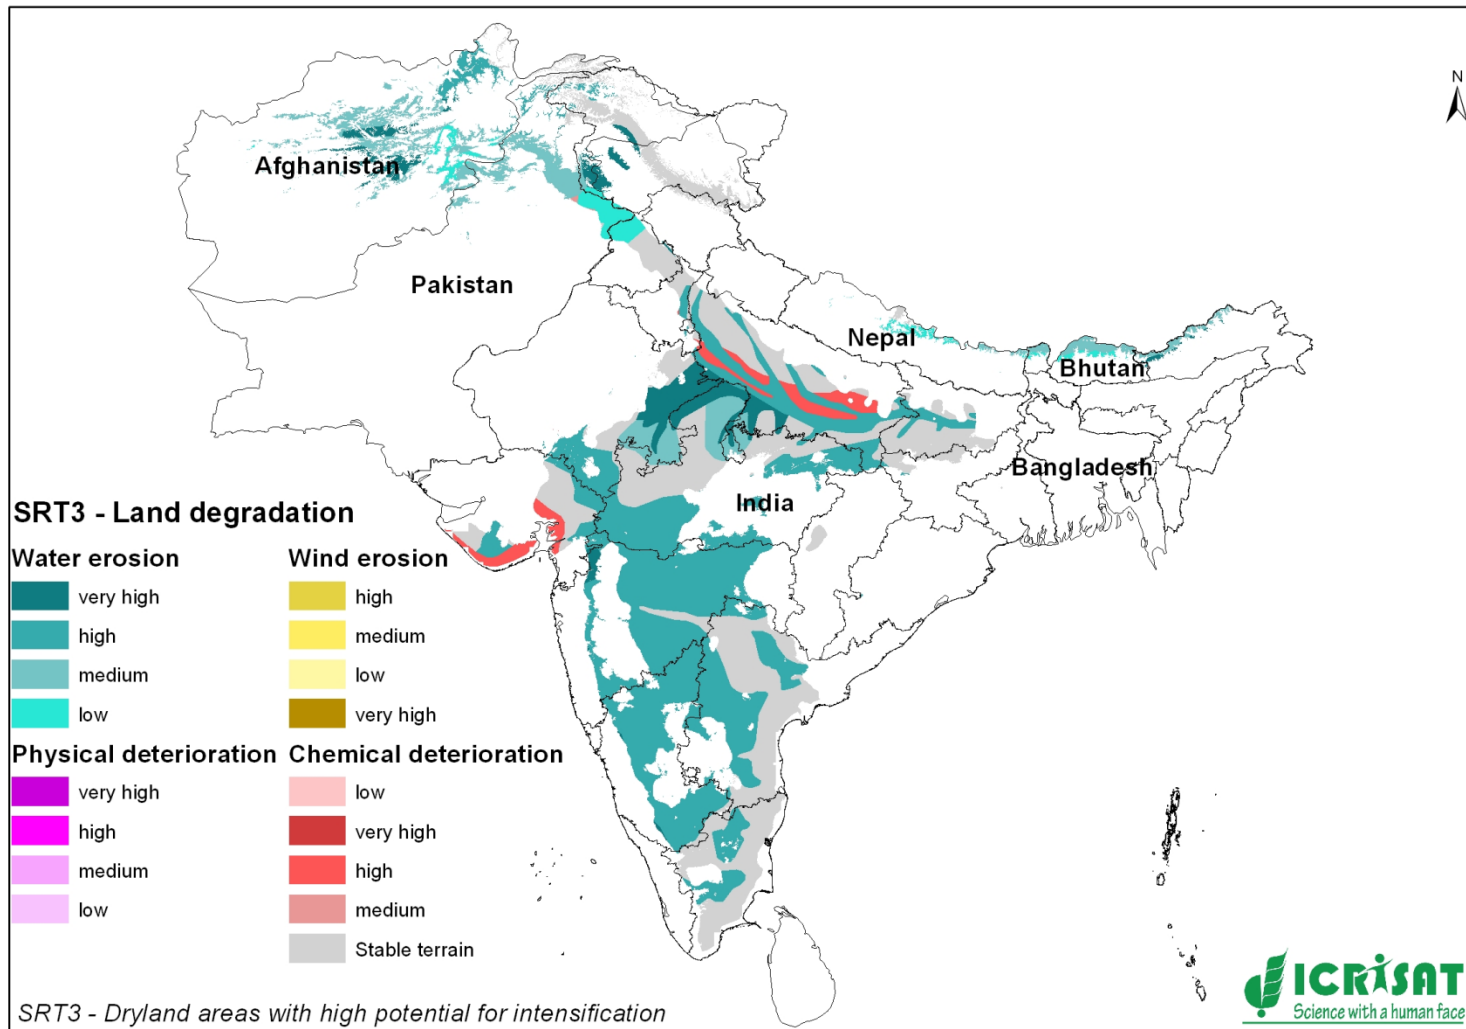 N
Afghanistan
Pakistan
Nepal
Bhutan
Bangladesh
India
SRT3 - Land degradation
Water erosion
very high
high
medium
low
Wind erosion
high
medium
low
very high
Physical deterioration
very high
high
medium
low
Chemical deterioration
low
very high
high
medium
Stable terrain
SRT3 - Dryland areas with high potential for intensification
ICRISAT
Science with a human face